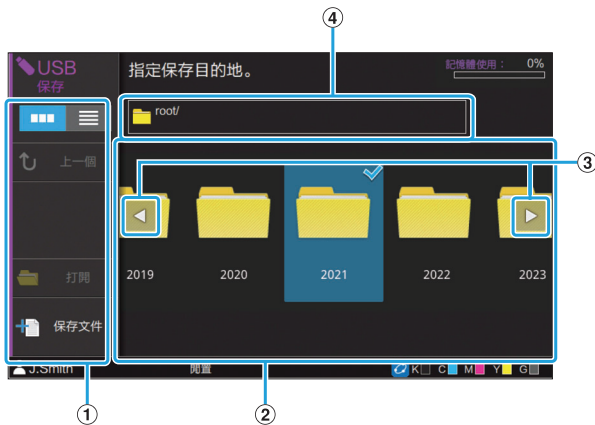 ④
USB
保存
指定保存目的地。
記憶體使用： 0%
root/
上一個
③
2019 2020 2021 2022 2023
打開
保存文件
J.Smith 閒置 K C M Y G
① ②